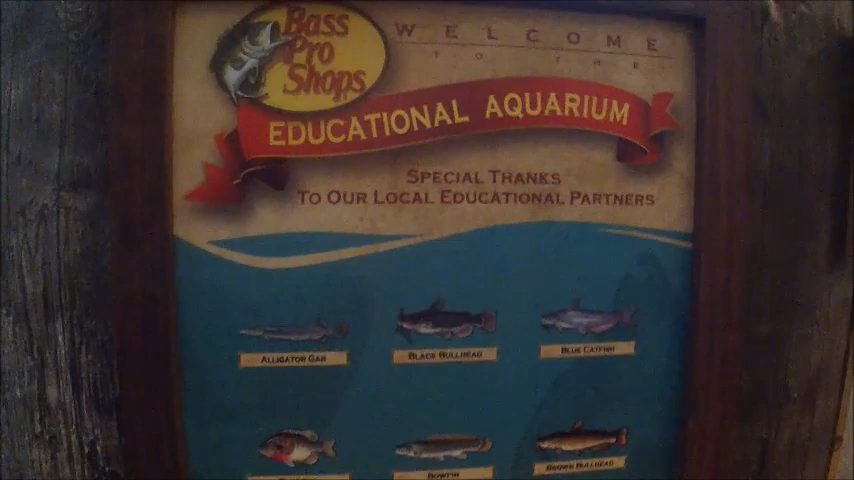 Bass
Pro
Shops
WELCOME
TO THE
EDUCATIONAL AQUARIUM
SPECIAL THANKS
TO OUR LOCAL EDUCATIONAL PARTNERS
ALLIGATOR GAR
BLACK BULLHEAD
BLUE CATFISH
BOWFIN
BROWN BULLHEAD